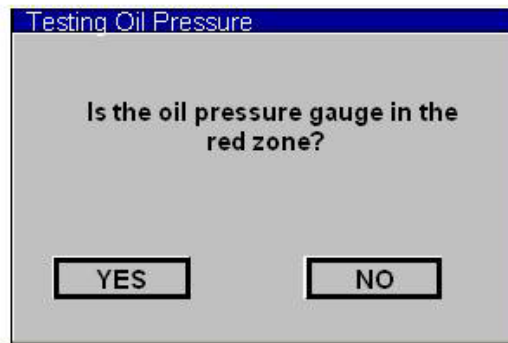 Testing Oil Pressure
Is the oil pressure gauge in the
red zone?
YES
NO